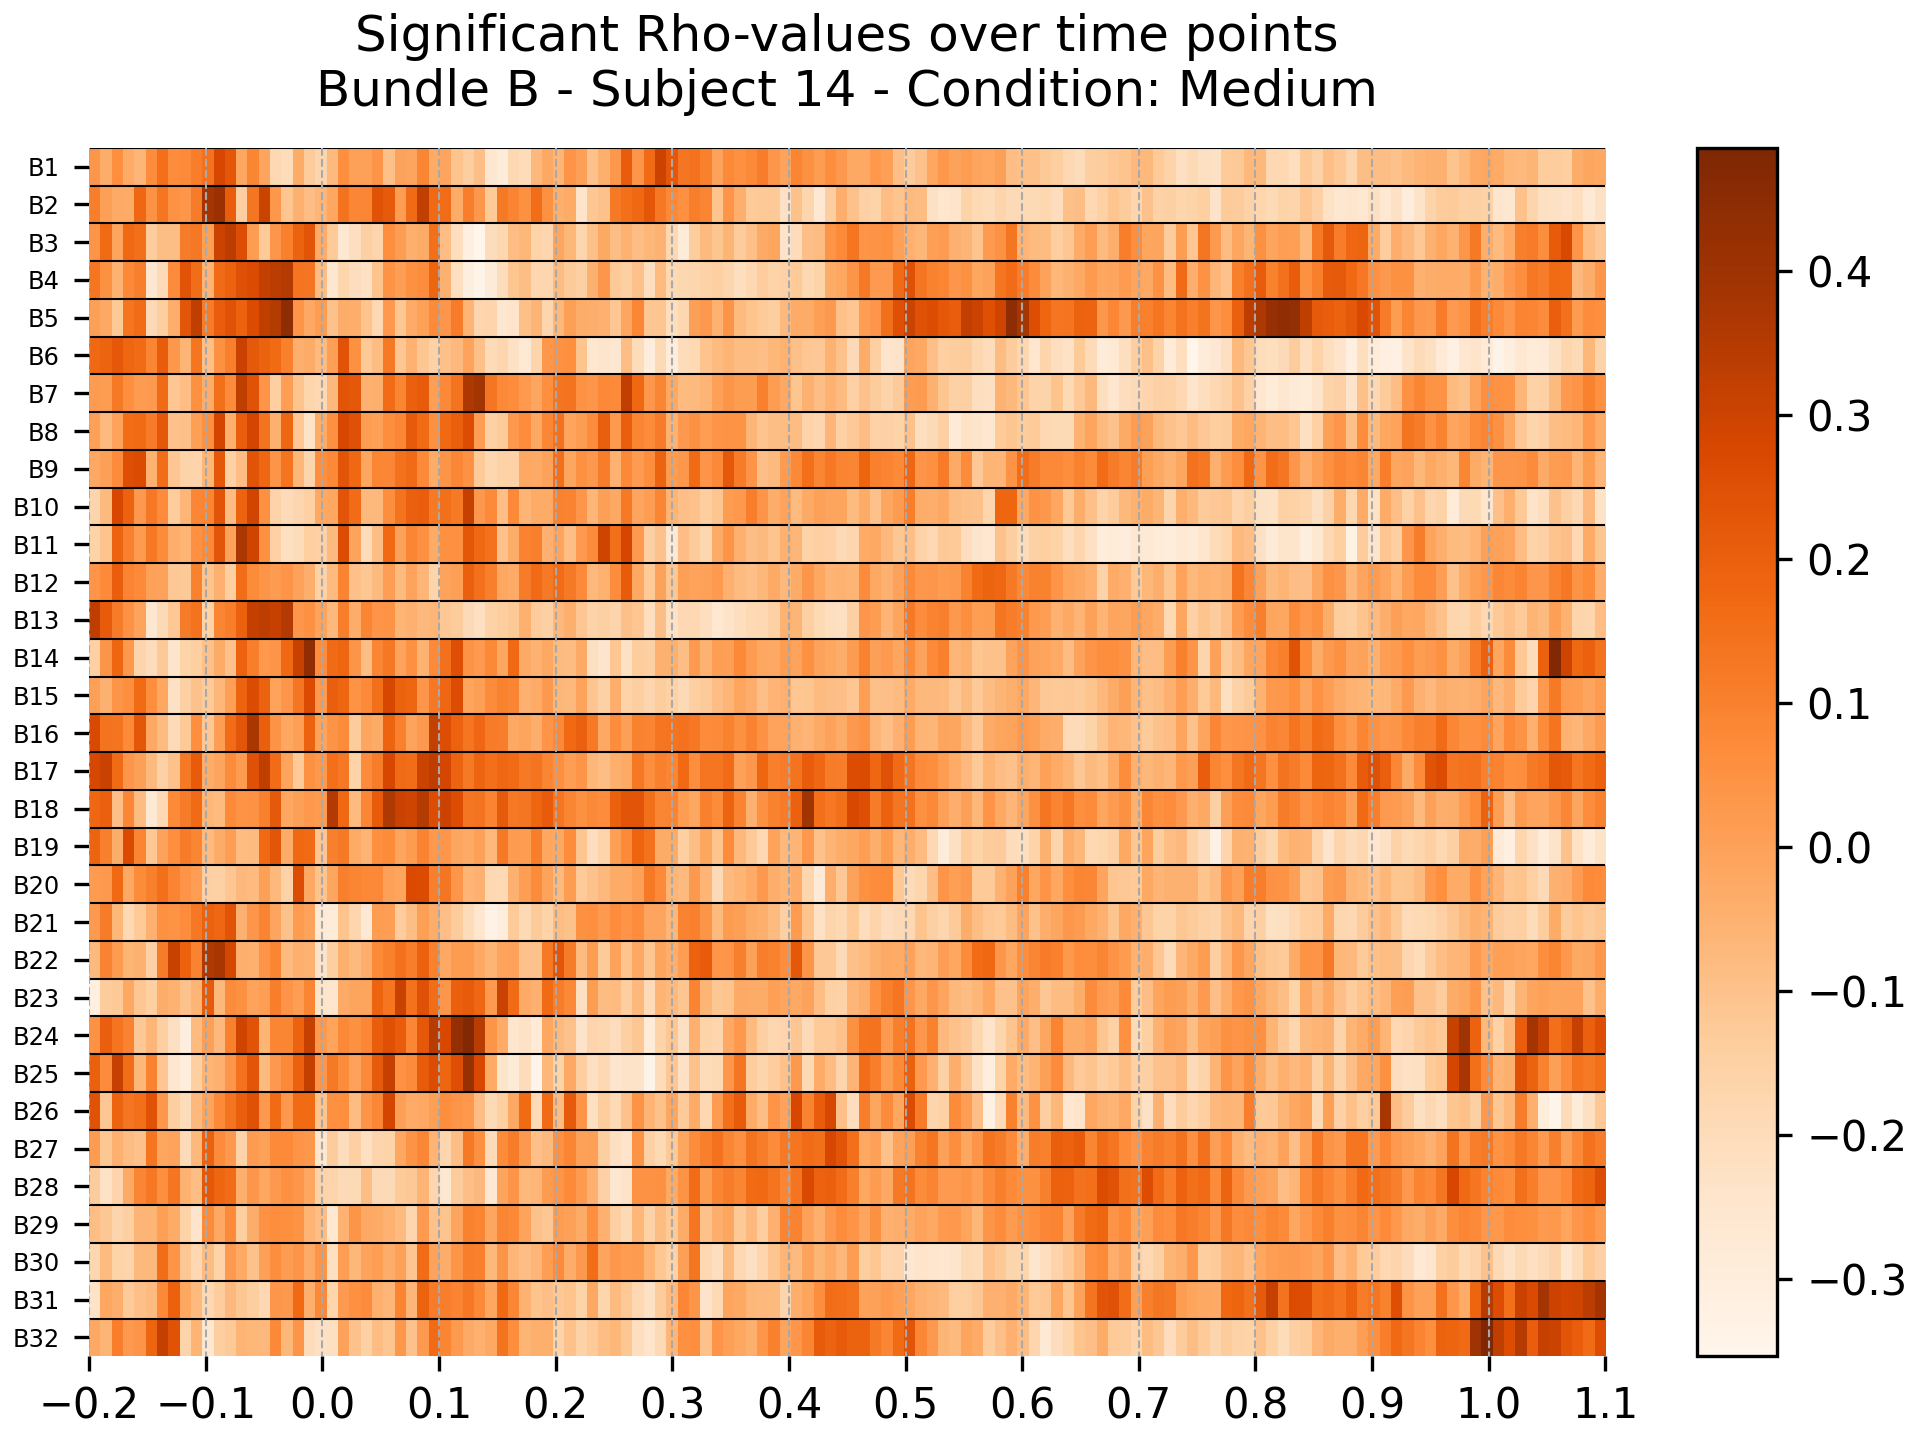 Significant Rho-values over time points
Bundle B - Subject 14 - Condition: Medium
B1
B2
B3
B4
B5
B6
B7
B8
B9
B10
B11
B12
B13
B14
B15
B16
B17
B18
B19
B20
B21
B22
B23
B24
B25
B26
B27
B28
B29
B30
B31
B32
−0.2 −0.1 0.0 0.1 0.2 0.3 0.4 0.5 0.6 0.7 0.8 0.9 1.0 1.1
0.4
0.3
0.2
0.1
0.0
−0.1
−0.2
−0.3